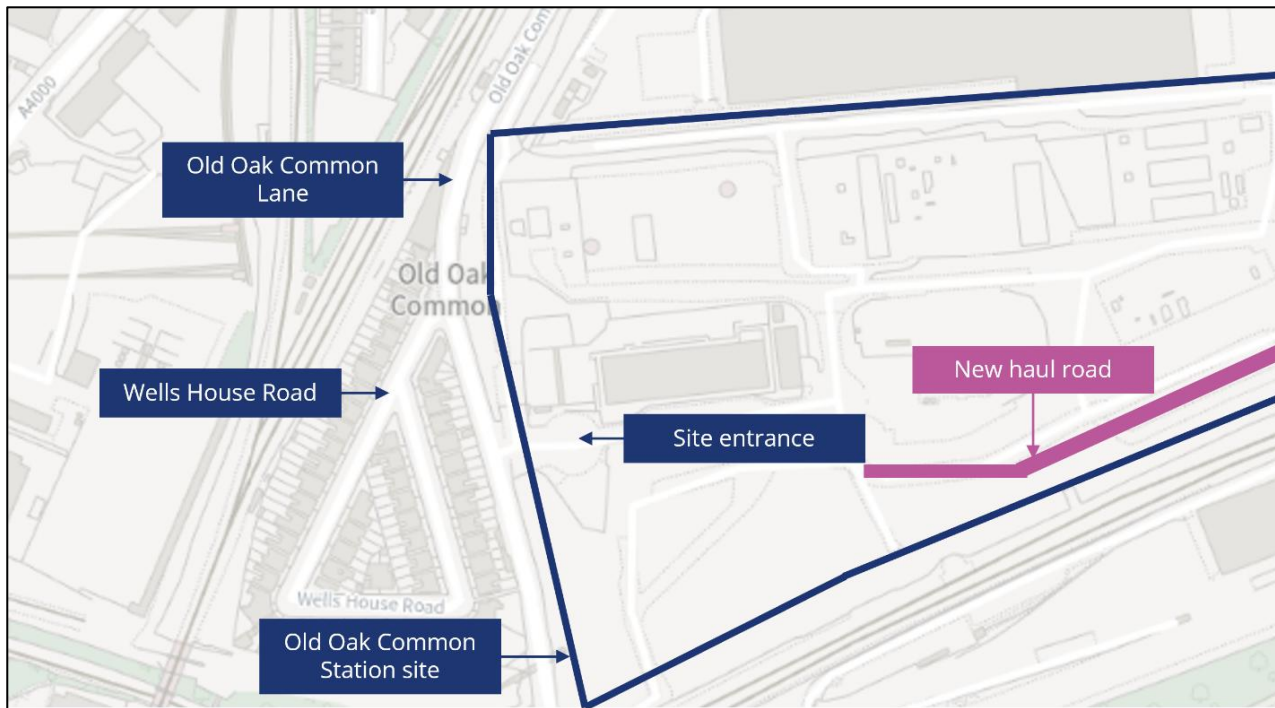 A4000
Old Oak Com
Old Oak Common
Lane
Old Oak
Common
Wells House Road
New haul road
Site entrance
Wells House Road
Old Oak Common
Station site